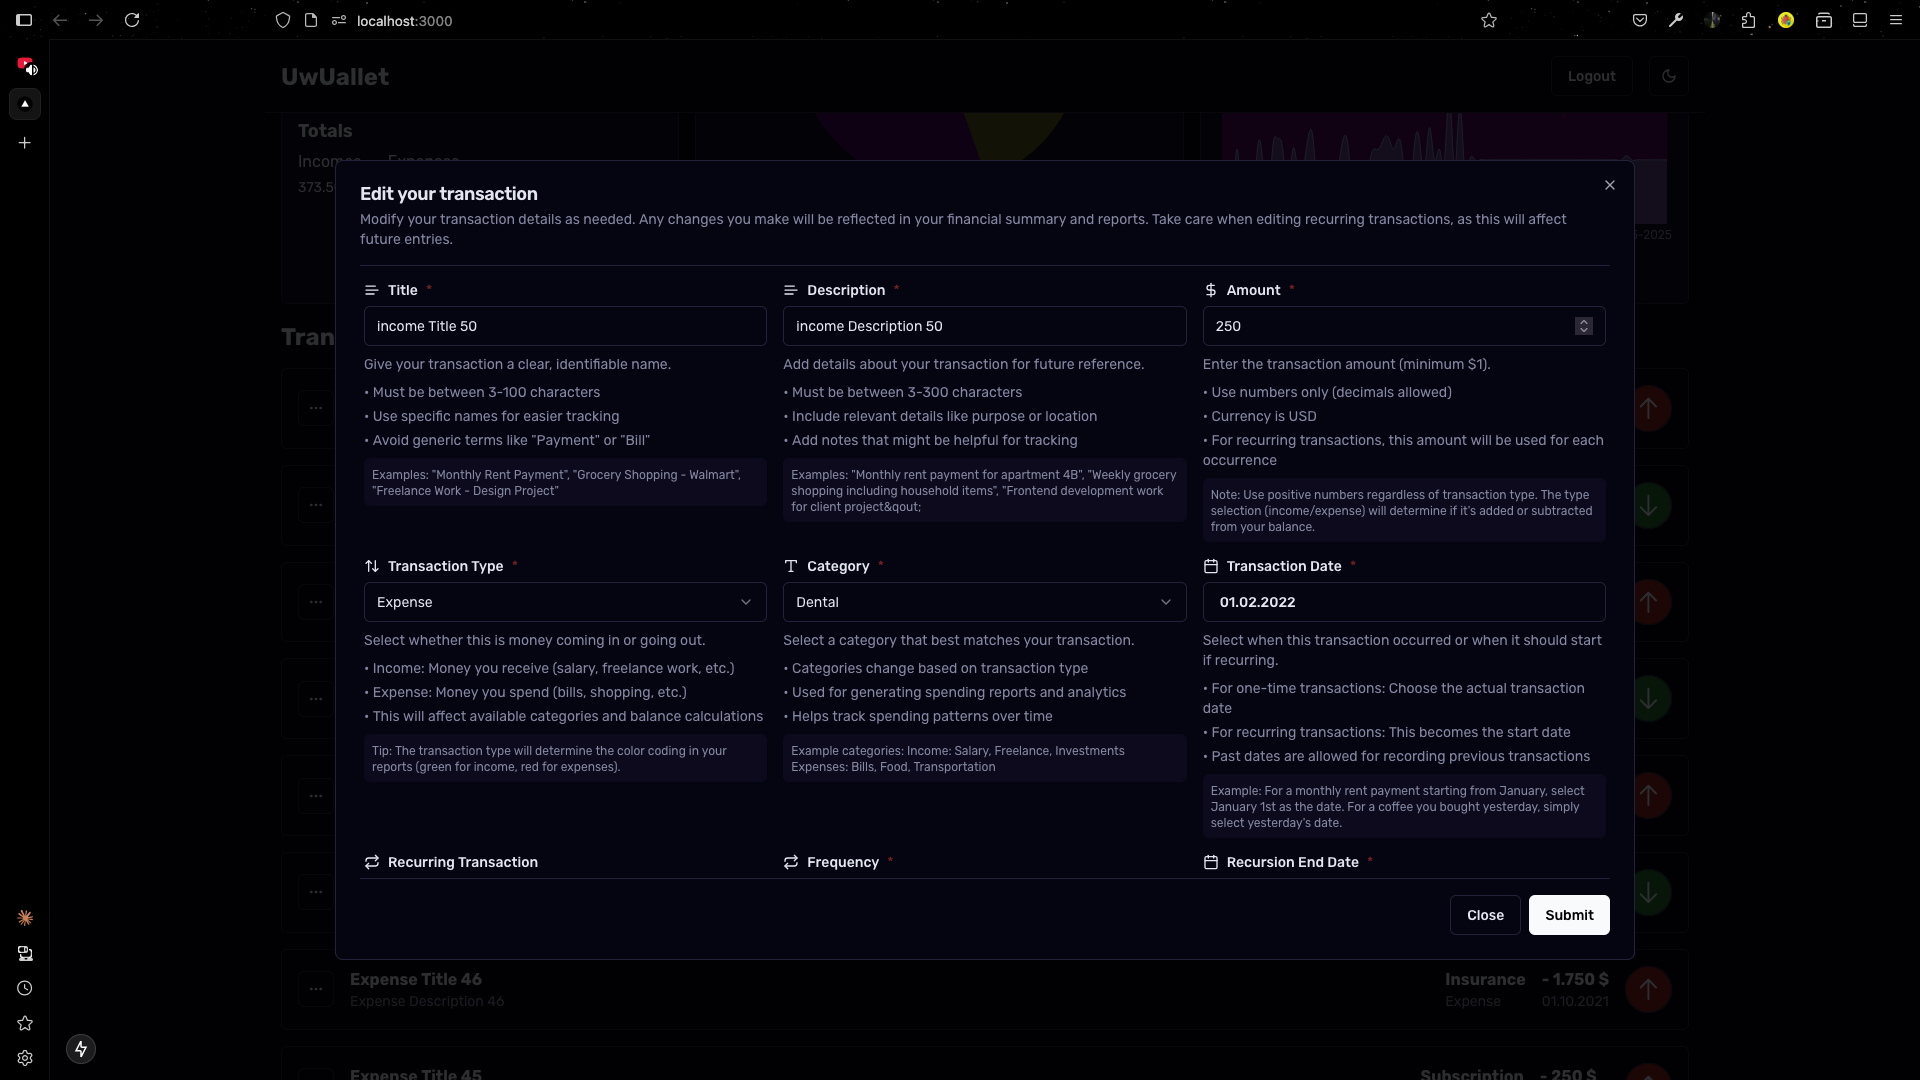 localhost:3000
UwUallet
Logout
Totals
Incomes Expenses
373.5
5-2025
Tran
Edit your transaction
Modify your transaction details as needed. Any changes you make will be reflected in your financial summary and reports. Take care when editing recurring transactions, as this will affect
future entries.
Title *
income Title 50
Give your transaction a clear, identifiable name.
• Must be between 3-100 characters
• Use specific names for easier tracking
• Avoid generic terms like "Payment" or "Bill"
Examples: "Monthly Rent Payment", "Grocery Shopping - Walmart",
"Freelance Work - Design Project"
Description *
income Description 50
Add details about your transaction for future reference.
• Must be between 3-300 characters
• Include relevant details like purpose or location
• Add notes that might be helpful for tracking
Examples: "Monthly rent payment for apartment 4B", "Weekly grocery
shopping including household items", "Frontend development work
for client project&qout;
Amount *
250
Enter the transaction amount (minimum $1).
• Use numbers only (decimals allowed)
• Currency is USD
• For recurring transactions, this amount will be used for each
occurrence
Note: Use positive numbers regardless of transaction type. The type
selection (income/expense) will determine if it's added or subtracted
from your balance.
Transaction Type *
Expense
Select whether this is money coming in or going out.
• Income: Money you receive (salary, freelance work, etc.)
• Expense: Money you spend (bills, shopping, etc.)
• This will affect available categories and balance calculations
Tip: The transaction type will determine the color coding in your
reports (green for income, red for expenses).
Category *
Dental
Select a category that best matches your transaction.
• Categories change based on transaction type
• Used for generating spending reports and analytics
• Helps track spending patterns over time
Example categories: Income: Salary, Freelance, Investments
Expenses: Bills, Food, Transportation
Transaction Date *
01.02.2022
Select when this transaction occurred or when it should start
if recurring.
• For one-time transactions: Choose the actual transaction
date
• For recurring transactions: This becomes the start date
• Past dates are allowed for recording previous transactions
Example: For a monthly rent payment starting from January, select
January 1st as the date. For a coffee you bought yesterday, simply
select yesterday's date.
Recurring Transaction
Frequency *
Recursion End Date *
Close
Submit
Expense Title 46
Expense Description 46
Insurance - 1.750 $
Expense 01.10.2021
Expense Title 45
Subscription - 250 $